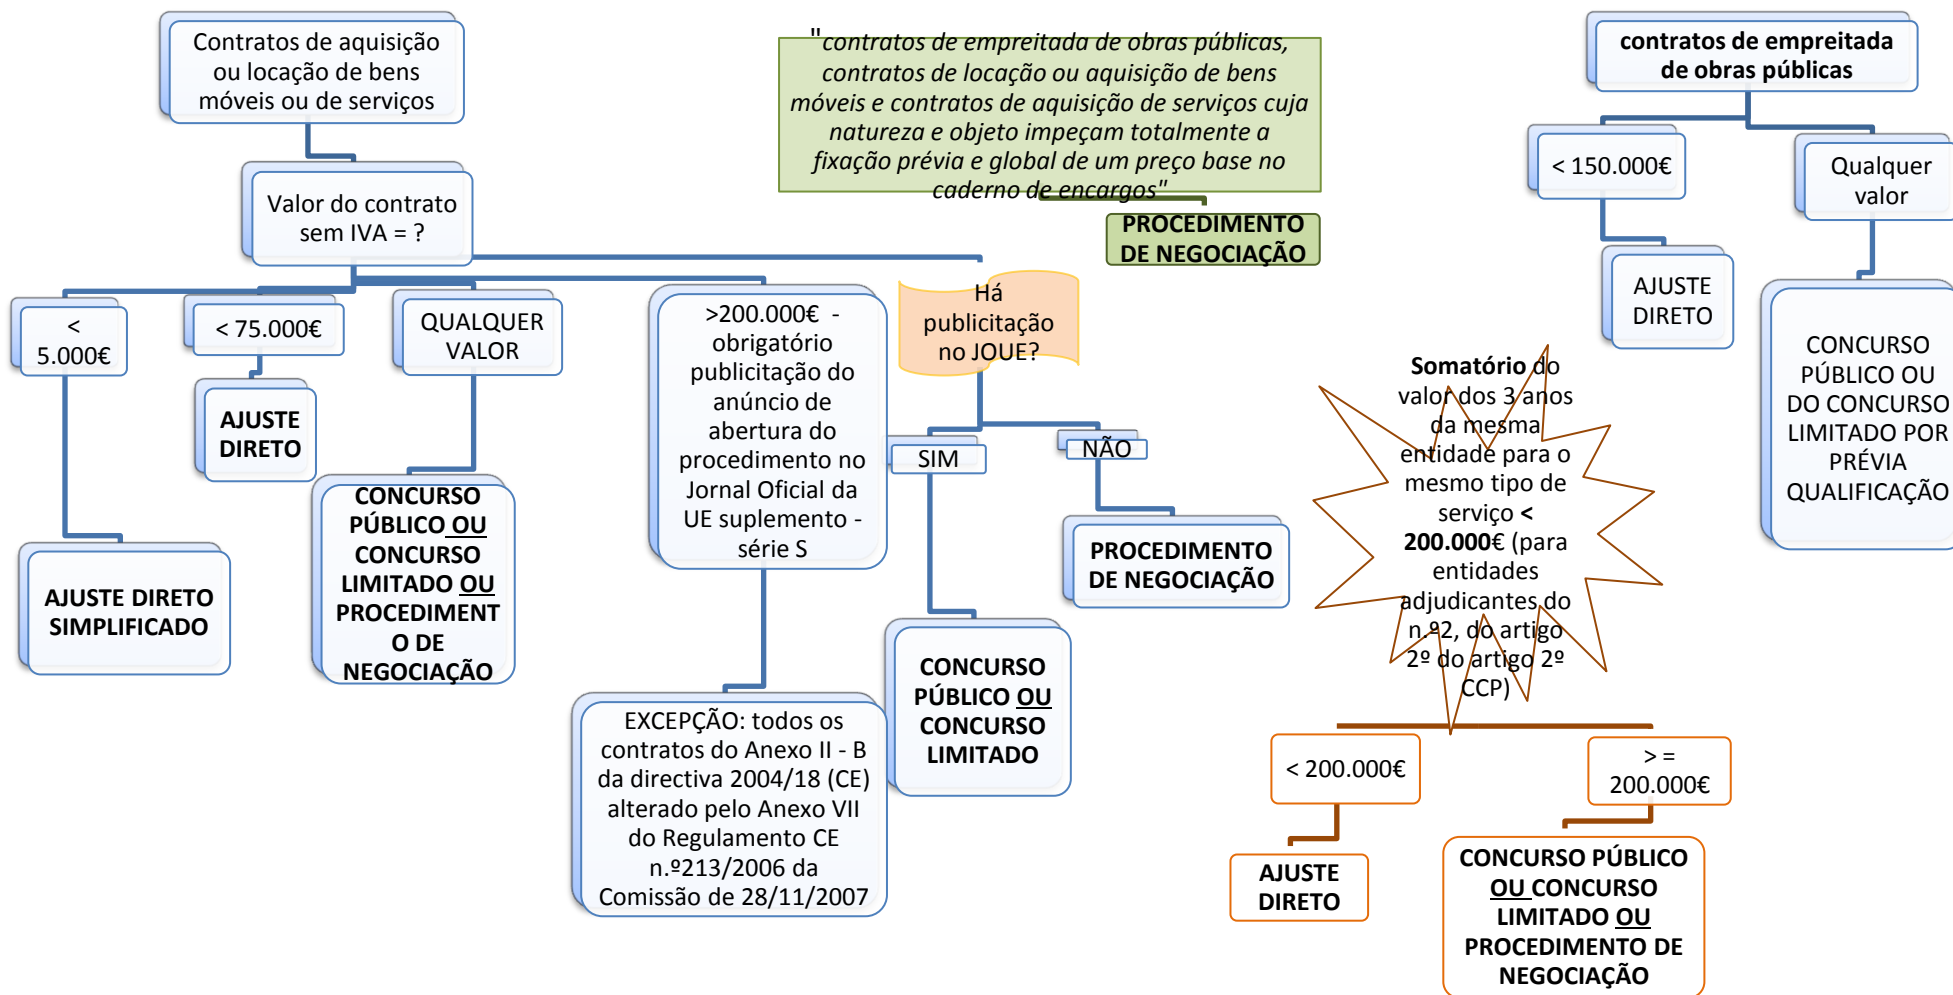 Contratos de aquisição
ou locação de bens
móveis ou de serviços
Valor do contrato
sem IVA = ?
<
5.000€
AJUSTE DIRETO
SIMPLIFICADO
< 75.000€
AJUSTE
DIRETO
QUALQUER
VALOR
CONCURSO
PÚBLICO OU
CONCURSO
LIMITADO OU
PROCEDIMENT
O DE
NEGOCIAÇÃO
>200.000€ -
obrigatório
publicitação do
anúncio de
abertura do
procedimento no
Jornal Oficial da
UE suplemento -
série S
EXCEPÇÃO: todos os
contratos do Anexo II - B
da directiva 2004/18 (CE)
alterado pelo Anexo VII
do Regulamento CE
n.º213/2006 da
Comissão de 28/11/2007
Há
publicitação
no JOUE?
SIM
CONCURSO
PÚBLICO OU
CONCURSO
LIMITADO
NÃO
PROCEDIMENTO
DE NEGOCIAÇÃO
"contratos de empreitada de obras públicas,
contratos de locação ou aquisição de bens
móveis e contratos de aquisição de serviços cuja
natureza e objeto impeçam totalmente a
fixação prévia e global de um preço base no
caderno de encargos"
PROCEDIMENTO
DE NEGOCIAÇÃO
contratos de empreitada
de obras públicas
< 150.000€
AJUSTE
DIRETO
Qualquer
valor
CONCURSO
PÚBLICO OU
DO CONCURSO
LIMITADO POR
PRÉVIA
QUALIFICAÇÃO
Somatório do
valor dos 3 anos
da mesma
entidade para o
mesmo tipo de
serviço <
200.000€ (para
entidades
adjudicantes do
n.º2, do artigo
2º do artigo 2º
CCP)
< 200.000€
AJUSTE
DIRETO
> =
200.000€
CONCURSO PÚBLICO
OU CONCURSO
LIMITADO OU
PROCEDIMENTO DE
NEGOCIAÇÃO